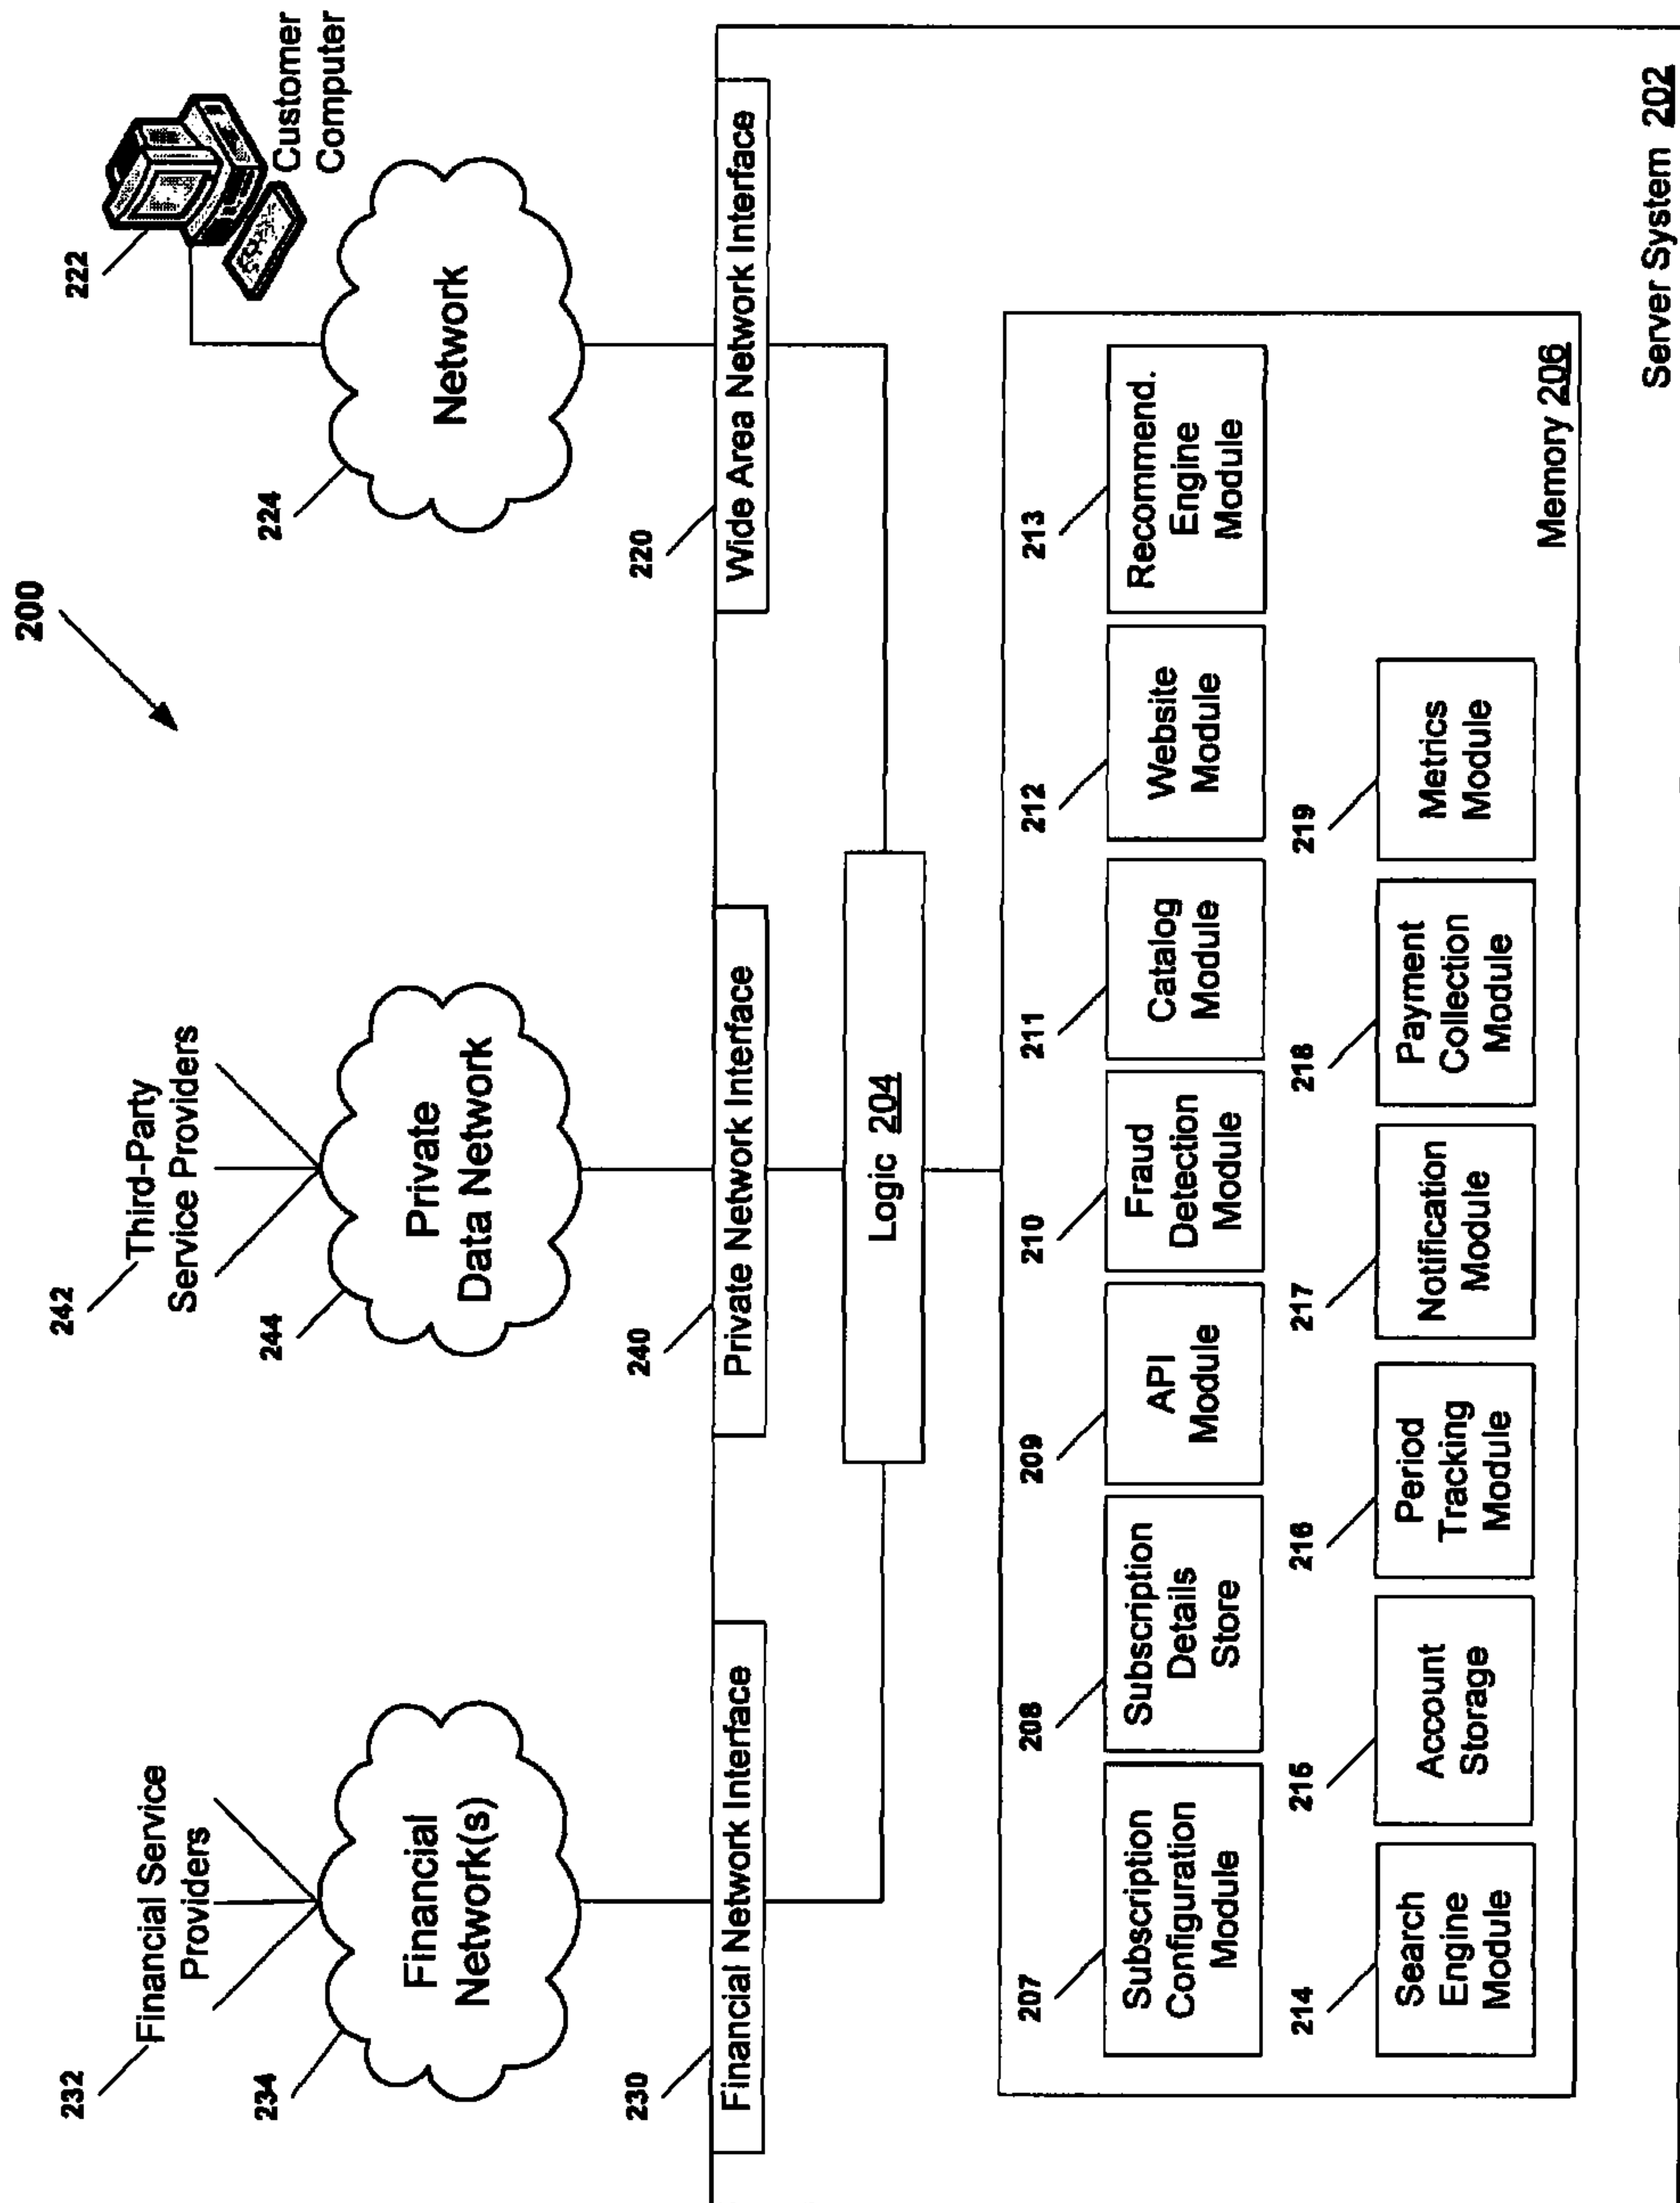 200
232
Financial Service
Providers
234
Financial
Network(s)
230
Financial Network Interface
242
Third-Party
Service Providers
244
Private
Data Network
240
Private Network Interface
222
Customer
Computer
224
Network
220
Wide Area Network Interface
Logic 204
207
Subscription
Configuration
Module
208
Subscription
Details
Store
209
API
Module
210
Fraud
Detection
Module
211
Catalog
Module
212
Website
Module
213
Recommend.
Engine
Module
214
Search
Engine
Module
215
Account
Storage
216
Period
Tracking
Module
217
Notification
Module
218
Payment
Collection
Module
219
Metrics
Module
Memory 206
Server System 202